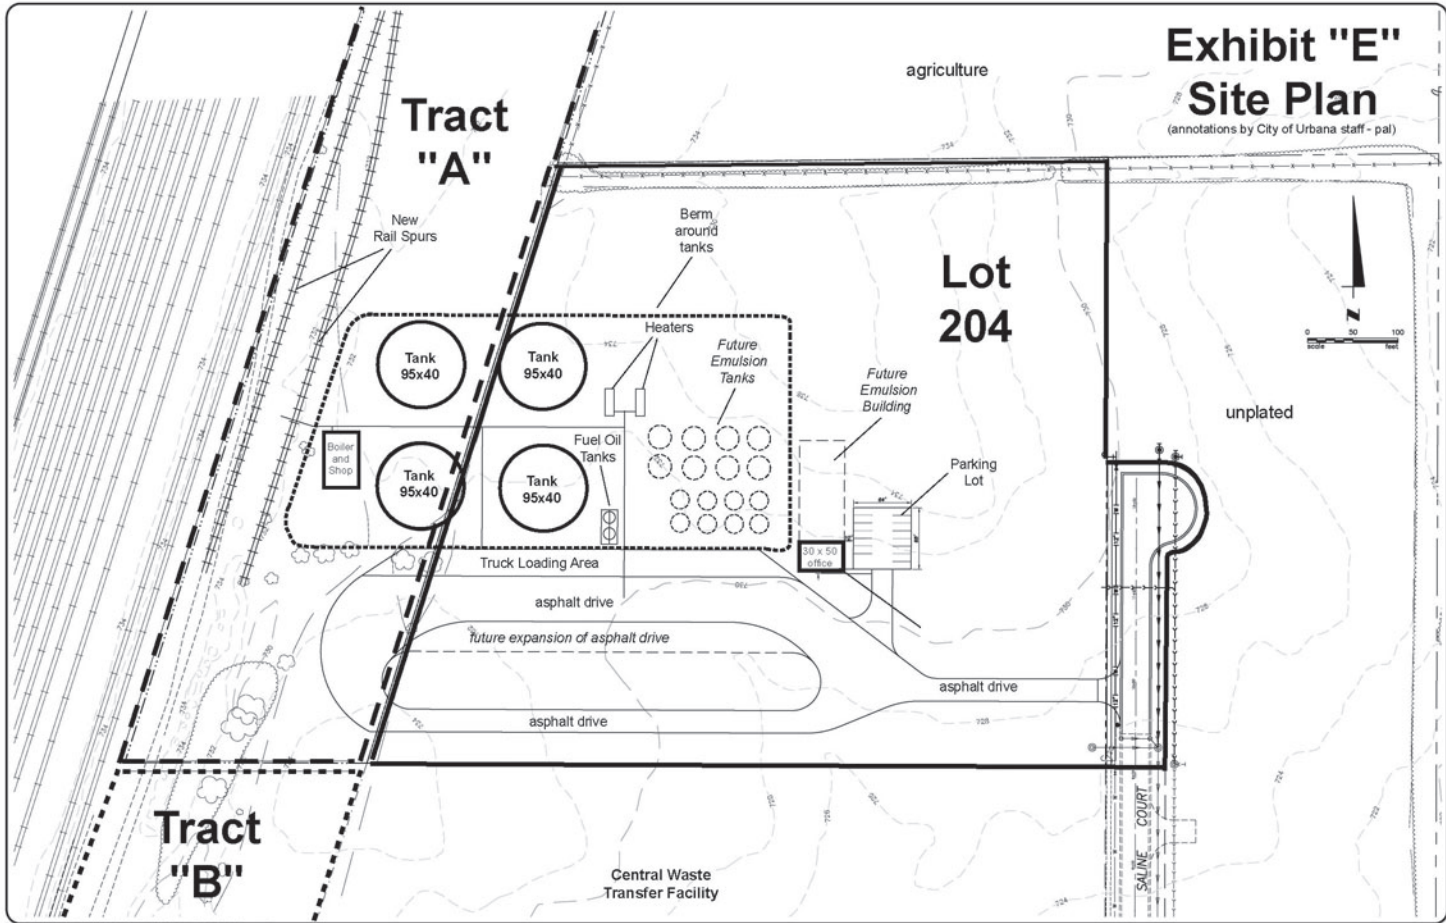 Exhibit "E"
Site Plan
(annotations by City of Urbana staff - pal)
agriculture
Tract
"A"
New
Rail Spurs
Berm
around
tanks
Lot
204
0 50 100
scale feet
N
Heaters
Tank
95x40
Tank
95x40
Future
Emulsion
Tanks
Future
Emulsion
Building
unplated
Boiler
and
Shop
Tank
95x40
Tank
95x40
Fuel Oil
Tanks
Parking
Lot
30 x 50
office
Truck Loading Area
asphalt drive
future expansion of asphalt drive
asphalt drive
asphalt drive
Tract
"B"
Central Waste
Transfer Facility
SALINE COURT